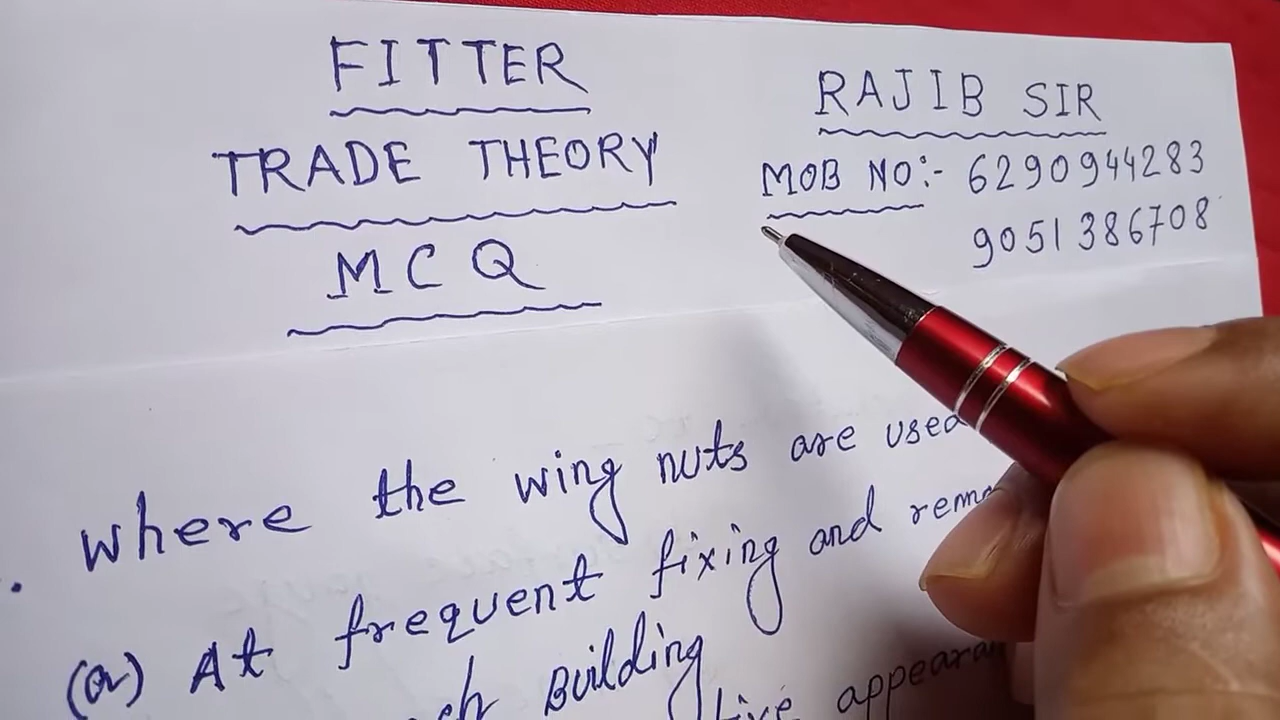 FITTER
TRADE THEORY
MCQ
RAJIB SIR
MOB NO:- 6290944283
9051386708
where the wing nuts are used
(a) At frequent fixing and
Building